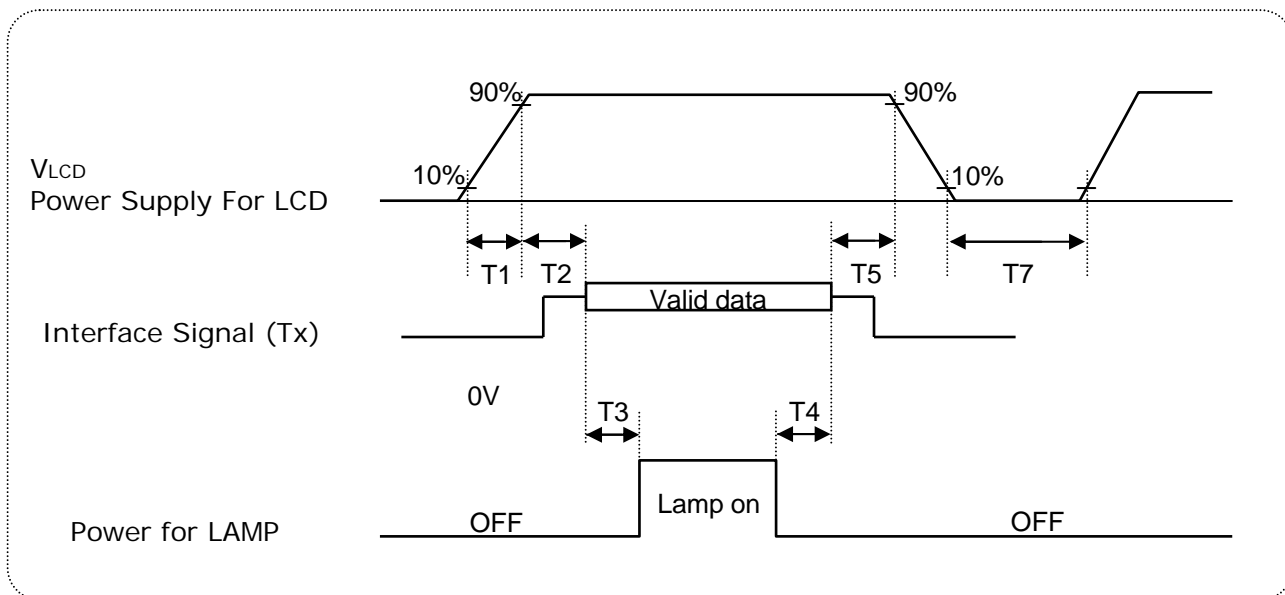 90%
90%
VLCD
10%
10%
Power Supply For LCD
T1
T2
T5
T7
Valid data
Interface Signal (Tx)
0V
T3
T4
Lamp on
Power for LAMP
OFF
OFF